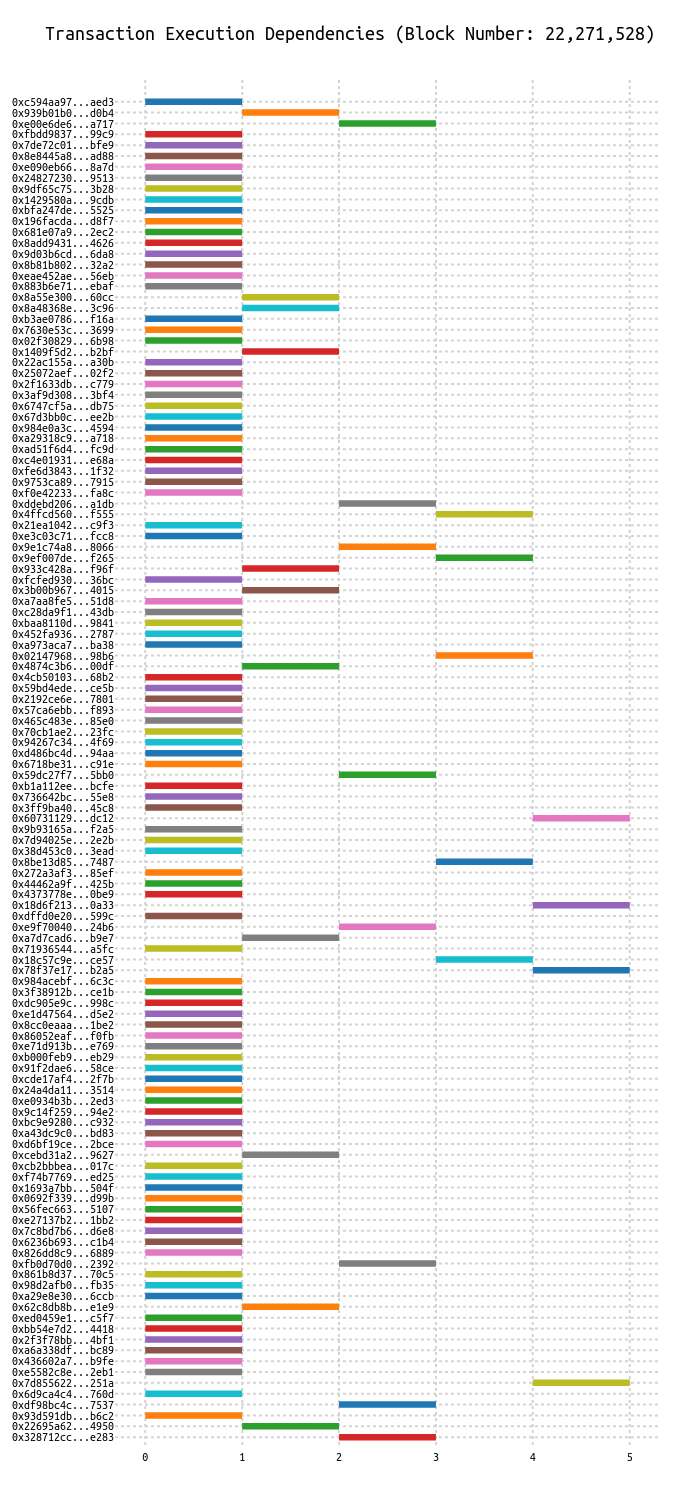 Transaction Execution Dependencies (Block Number: 22,271,528)
0xc594aa97...aed3
0x939b01b0...d0b4
0xe00e6de6...a717
0xfbdd9837...99c9
0x7de72c01...bfe9
0x8e8445a8...ad88
0xe090eb66...8a7d
0x24827230...9513
0x9df65c75...3b28
0x1429580a...9cdb
0xbfa247de...5525
0x196facda...d8f7
0x681e07a9...2ec2
0x8add9431...4626
0x9d03b6cd...6da8
0x8b81b802...32a2
0xeae452ae...56eb
0x883b6e71...ebaf
0x8a55e300...60cc
0x8a48368e...3c96
0xb3ae0786...f16a
0x7630e53c...3699
0x02f30829...6b98
0x1409f5d2...b2bf
0x22ac155a...a30b
0x25072aef...02f2
0x2f1633db...c779
0x3af9d308...3bf4
0x6747cf5a...db75
0x67d3bb0c...ee2b
0x984e0a3c...4594
0xa29318c9...a718
0xad51f6d4...fc9d
0xc4e01931...e68a
0xfe6d3843...1f32
0x9753ca89...7915
0xf0e42233...fa8c
0xddebd206...a1db
0x4ffcd560...f555
0x21ea1042...c9f3
0xe3c03c71...fcc8
0x9e1c74a8...8066
0x9ef007de...f265
0x933c428a...f96f
0xfcfed930...36bc
0x3b00b967...4015
0xa7aa8fe5...51d8
0xc28da9f1...43db
0xbaa8110d...9841
0x452fa936...2787
0xa973aca7...ba38
0x02147968...98b6
0x4874c3b6...00df
0x4cb50103...68b2
0x59bd4ede...ce5b
0x2192ce6e...7801
0x57ca6ebb...f893
0x465c483e...85e0
0x70cb1ae2...23fc
0x94267c34...4f69
0xd486bc4d...94aa
0x6718be31...c91e
0x59dc27f7...5bb0
0xb1a112ee...bcfe
0x736642bc...55e8
0x3ff9ba40...45c8
0x60731129...dc12
0x9b93165a...f2a5
0x7d94025e...2e2b
0x38d453c0...3ead
0x8be13d85...7487
0x272a3af3...85ef
0x44462a9f...425b
0x4373778e...0be9
0x18d6f213...0a33
0xdffd0e20...599c
0xe9f70040...24b6
0xa7d7cad6...b9e7
0x71936544...a5fc
0x18c57c9e...ce57
0x78f37e17...b2a5
0x984acebf...6c3c
0x3f38912b...ce1b
0xdc905e9c...998c
0xe1d47564...d5e2
0x8cc0eaaa...1be2
0x86052eaf...f0fb
0xe71d913b...e769
0xb000feb9...eb29
0x91f2dae6...58ce
0xcde17af4...2f7b
0x24a4da11...3514
0xe0934b3b...2ed3
0x9c14f259...94e2
0xbc9e9280...c932
0xa43dc9c0...bd83
0xd6bf19ce...2bce
0xcebd31a2...9627
0xcb2bbbea...017c
0xf74b7769...ed25
0x1693a7bb...504f
0x0692f339...d99b
0x56fec663...5107
0xe27137b2...1bb2
0x7c8bd7b6...d6e8
0x6236b693...c1b4
0x826dd8c9...6889
0xfb0d70d0...2392
0x861b8d37...70c5
0x98d2afb0...fb35
0xa29e8e30...6ccb
0x62c8db8b...e1e9
0xed0459e1...c5f7
0xbb54e7d2...4418
0x2f3f78bb...4bf1
0xa6a338df...bc89
0x436602a7...b9fe
0xe5582c8e...2eb1
0x7d855622...251a
0x6d9ca4c4...760d
0xdf98bc4c...7537
0x93d591db...b6c2
0x22695a62...4950
0x328712cc...e283
0 1 2 3 4 5